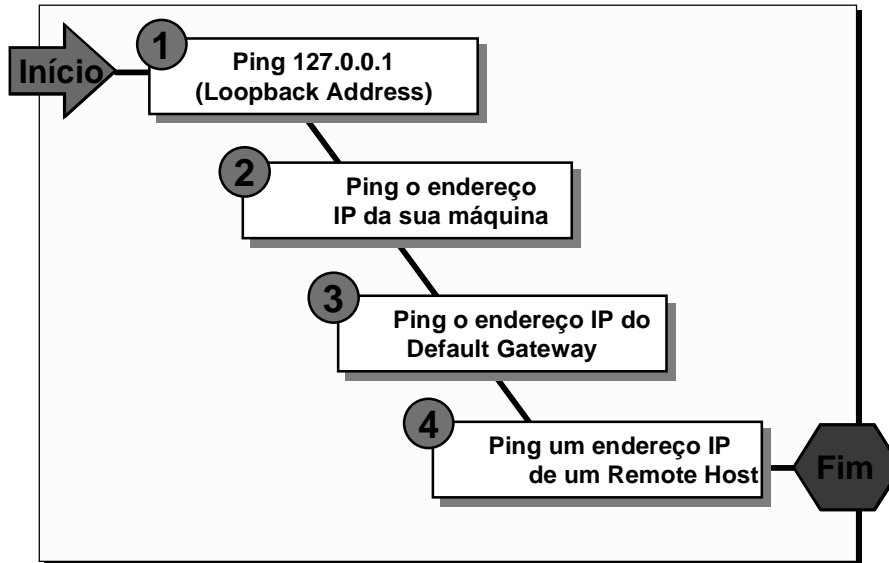 Início
1
Ping 127.0.0.1
(Loopback Address)
2
Ping o endereço
IP da sua máquina
3
Ping o endereço IP do
Default Gateway
4
Ping um endereço IP
de um Remote Host
Fim